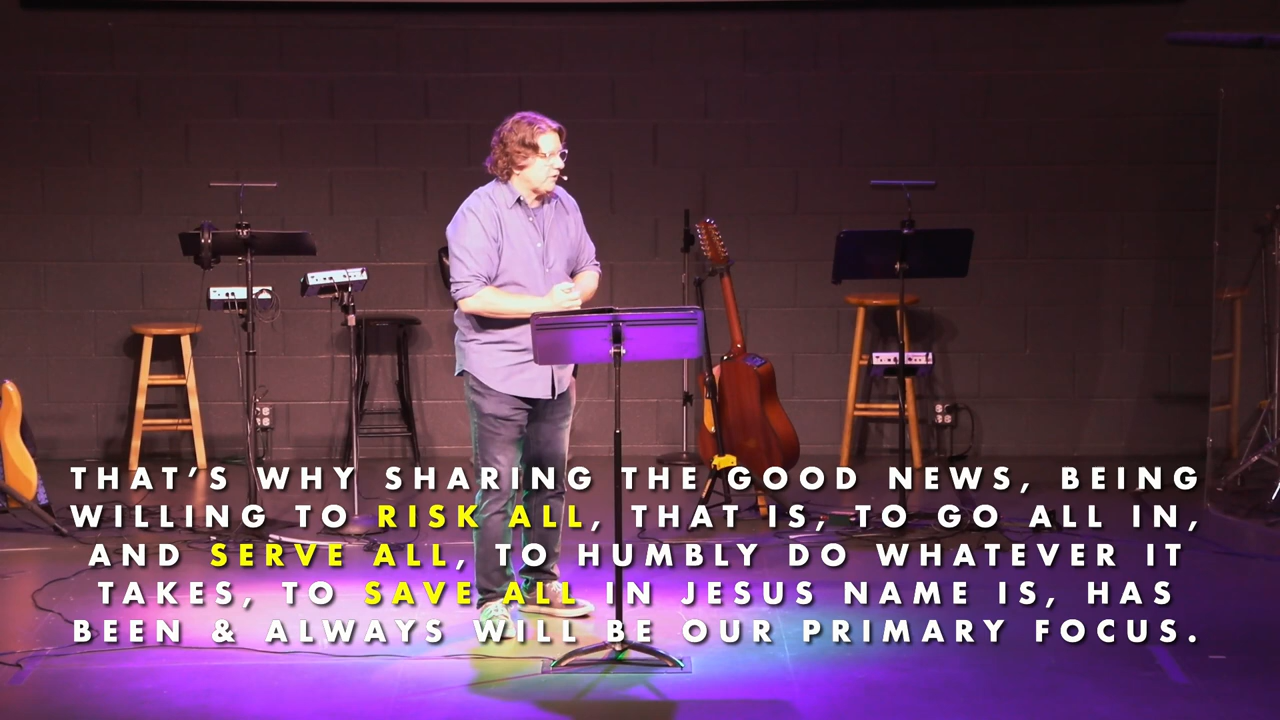 THAT'S WHY SHARING THE GOOD NEWS, BEING
WILLING TO RISK ALL, THAT IS, TO GO ALL IN,
AND SERVE ALL, TO HUMBLY DO WHATEVER IT
TAKES, TO SAVE ALL IN JESUS NAME IS, HAS
BEEN & ALWAYS WILL BE OUR PRIMARY FOCUS.